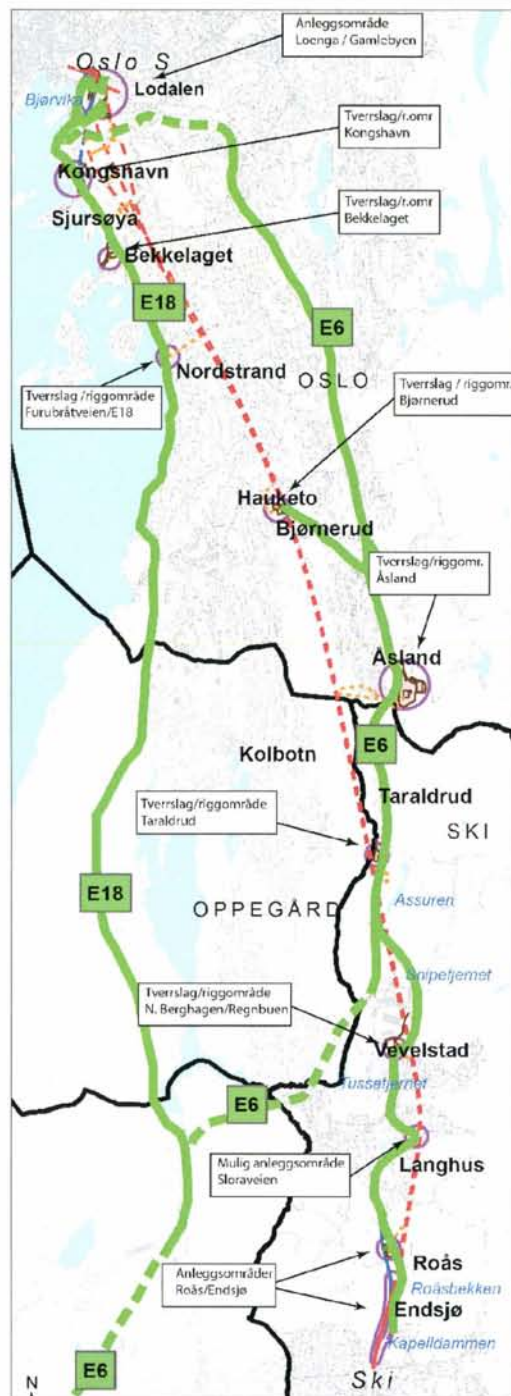 Anleggsområde
Loenga / Gamlebyen
Oslo S
Lodalen
Bjørvika
Tverrslag/r.omr
Kongshavn
Kongshavn
Sjursøya
Tverrslag/r.omr
Bekkelaget
Bekkelaget
E18
E6
Nordstrand
OSLO
Tverrslag /riggområde
Furubråtveien/E18
Tverrslag / riggomr.
Bjørnerud
Hauketo
Bjørnerud
Tverrslag/riggomr.
Åsland
Åsland
E6
Kolbotn
Taraldrud
Tverrslag/riggområde
Taraldrud
SKI
E18
OPPEGÅRD
Assuren
Snipetjernet
Tverrslag/riggområde
N. Berghagen/Regnbuen
Vevelstad
Tussetjernet
E6
Mulig anleggsområde
Sloraveien
Langhus
Anleggsområder
Roås/Endsjø
Roås
Roåsbekken
Endsjø
Kapelldammen
E6
Ski
N